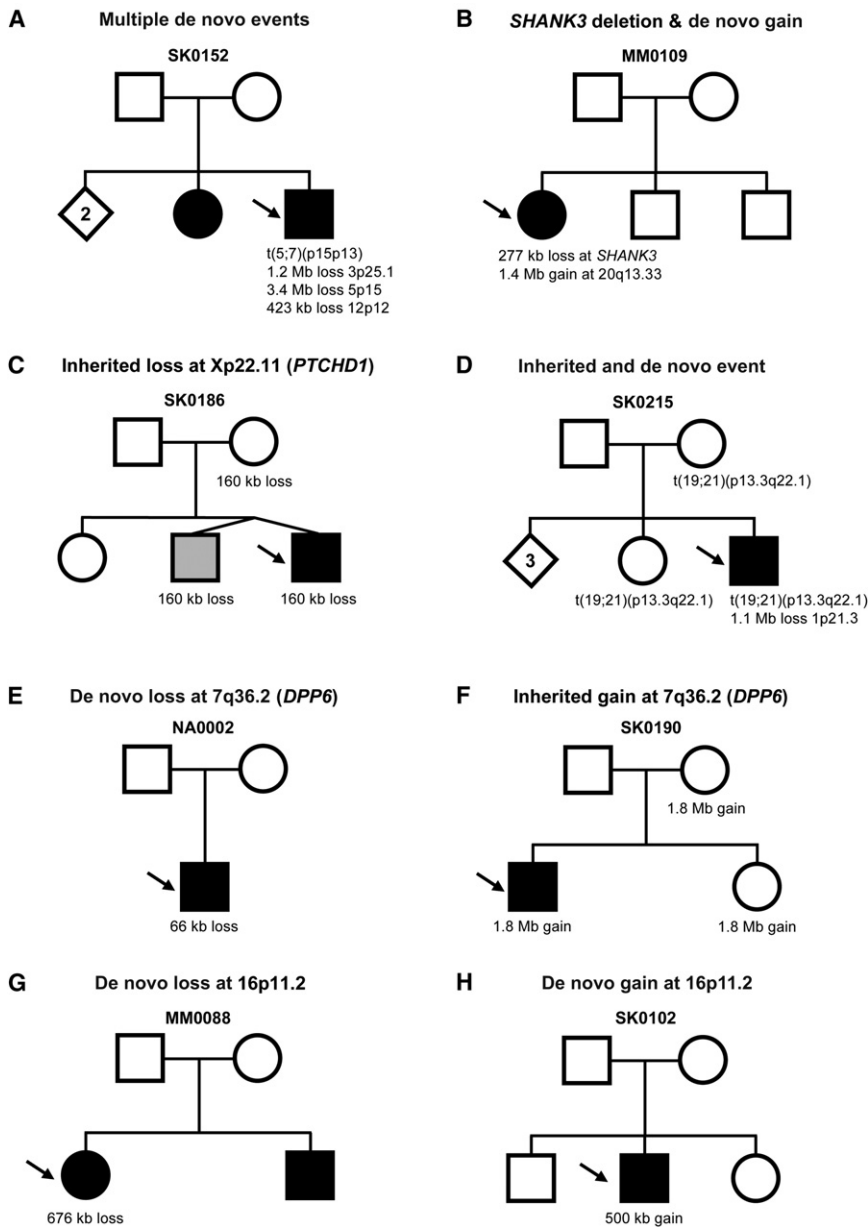 A Multiple de novo events
SK0152
2
t(5;7)(p15p13)
1.2 Mb loss 3p25.1
3.4 Mb loss 5p15
423 kb loss 12p12
B SHANK3 deletion & de novo gain
MM0109
277 kb loss at SHANK3
1.4 Mb gain at 20q13.33
C Inherited loss at Xp22.11 (PTCHD1)
SK0186
160 kb loss
160 kb loss 160 kb loss
D Inherited and de novo event
SK0215
t(19;21)(p13.3q22.1)
3
t(19;21)(p13.3q22.1) t(19;21)(p13.3q22.1)
1.1 Mb loss 1p21.3
E De novo loss at 7q36.2 (DPP6)
NA0002
66 kb loss
F Inherited gain at 7q36.2 (DPP6)
SK0190
1.8 Mb gain
1.8 Mb gain 1.8 Mb gain
G De novo loss at 16p11.2
MM0088
676 kb loss
H De novo gain at 16p11.2
SK0102
500 kb gain